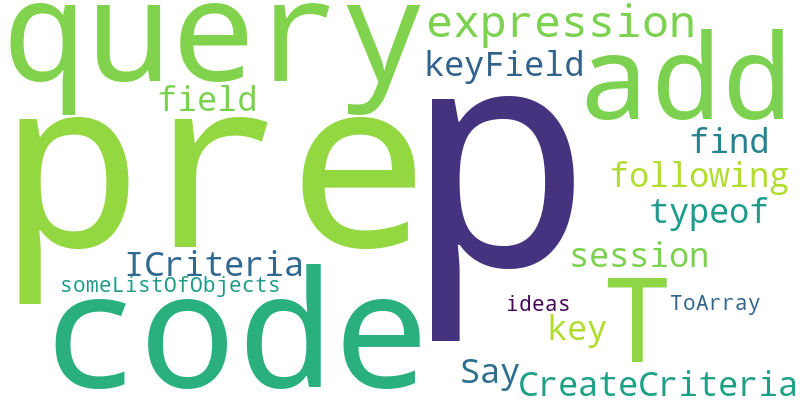 query
expression
keyField
add
field
pre
p
find
following
typeof
ICriteria
session
someListOfObjects
code
ideas
ToArray
T
key
Say
CreateCriteria